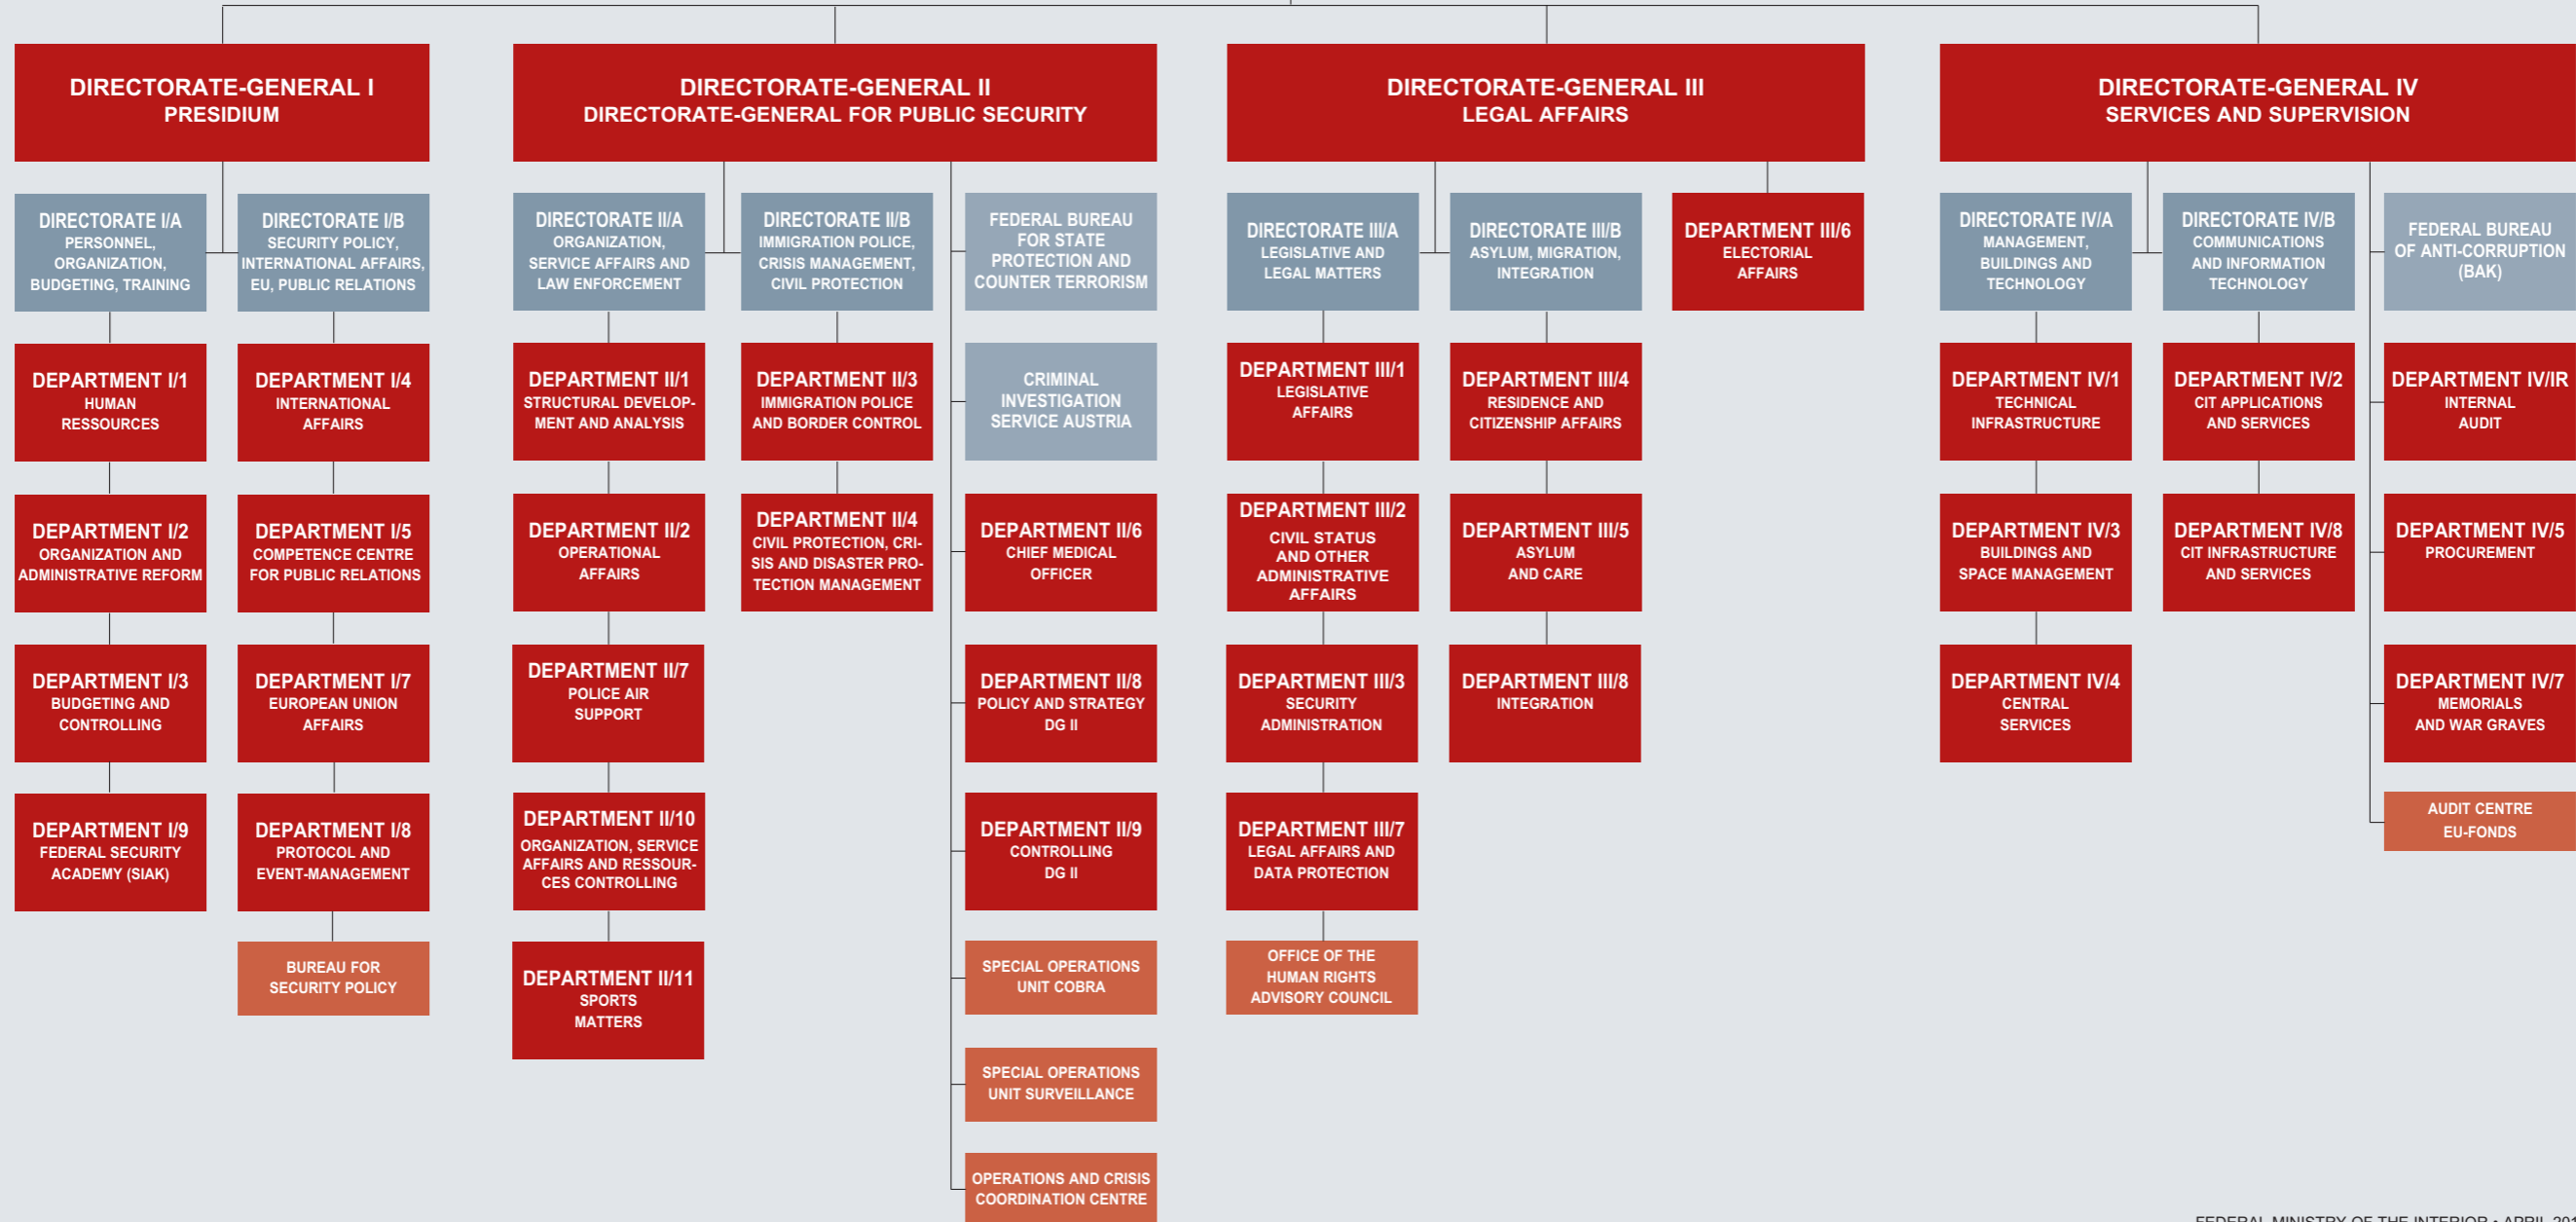 DIRECTORATE-GENERAL I
PRESIDIUM
DIRECTORATE I/A
PERSONNEL,
ORGANIZATION,
BUDGETING, TRAINING
DEPARTMENT I/1
HUMAN
RESSOURCES
DEPARTMENT I/2
ORGANIZATION AND
ADMINISTRATIVE REFORM
DEPARTMENT I/3
BUDGETING AND
CONTROLLING
DEPARTMENT I/9
FEDERAL SECURITY
ACADEMY (SIAK)
DIRECTORATE I/B
SECURITY POLICY,
INTERNATIONAL AFFAIRS,
EU, PUBLIC RELATIONS
DEPARTMENT I/4
INTERNATIONAL
AFFAIRS
DEPARTMENT I/5
COMPETENCE CENTRE
FOR PUBLIC RELATIONS
DEPARTMENT I/7
EUROPEAN UNION
AFFAIRS
DEPARTMENT I/8
PROTOCOL AND
EVENT-MANAGEMENT
BUREAU FOR
SECURITY POLICY
DIRECTORATE-GENERAL II
DIRECTORATE-GENERAL FOR PUBLIC SECURITY
DIRECTORATE II/A
ORGANIZATION,
SERVICE AFFAIRS AND
LAW ENFORCEMENT
DEPARTMENT II/1
STRUCTURAL DEVELOP-
MENT AND ANALYSIS
DEPARTMENT II/2
OPERATIONAL
AFFAIRS
DEPARTMENT II/7
POLICE AIR
SUPPORT
DEPARTMENT II/10
ORGANIZATION, SERVICE
AFFAIRS AND RESSOUR-
CES CONTROLLING
DEPARTMENT II/11
SPORTS
MATTERS
DIRECTORATE II/B
IMMIGRATION POLICE,
CRISIS MANAGEMENT,
CIVIL PROTECTION
DEPARTMENT II/3
IMMIGRATION POLICE
AND BORDER CONTROL
DEPARTMENT II/4
CIVIL PROTECTION, CRI-
SIS AND DISASTER PRO-
TECTION MANAGEMENT
FEDERAL BUREAU
FOR STATE
PROTECTION AND
COUNTER TERRORISM
CRIMINAL
INVESTIGATION
SERVICE AUSTRIA
DEPARTMENT II/6
CHIEF MEDICAL
OFFICER
DEPARTMENT II/8
POLICY AND STRATEGY
DG II
DEPARTMENT II/9
CONTROLLING
DG II
SPECIAL OPERATIONS
UNIT COBRA
SPECIAL OPERATIONS
UNIT SURVEILLANCE
OPERATIONS AND CRISIS
COORDINATION CENTRE
DIRECTORATE-GENERAL III
LEGAL AFFAIRS
DIRECTORATE III/A
LEGISLATIVE AND
LEGAL MATTERS
DEPARTMENT III/1
LEGISLATIVE
AFFAIRS
DEPARTMENT III/2
CIVIL STATUS
AND OTHER
ADMINISTRATIVE
AFFAIRS
DEPARTMENT III/3
SECURITY
ADMINISTRATION
DEPARTMENT III/7
LEGAL AFFAIRS AND
DATA PROTECTION
OFFICE OF THE
HUMAN RIGHTS
ADVISORY COUNCIL
DIRECTORATE III/B
ASYLUM, MIGRATION,
INTEGRATION
DEPARTMENT III/4
RESIDENCE AND
CITIZENSHIP AFFAIRS
DEPARTMENT III/5
ASYLUM
AND CARE
DEPARTMENT III/8
INTEGRATION
DEPARTMENT III/6
ELECTORIAL
AFFAIRS
DIRECTORATE-GENERAL IV
SERVICES AND SUPERVISION
DIRECTORATE IV/A
MANAGEMENT,
BUILDINGS AND
TECHNOLOGY
DEPARTMENT IV/1
TECHNICAL
INFRASTRUCTURE
DEPARTMENT IV/3
BUILDINGS AND
SPACE MANAGEMENT
DEPARTMENT IV/4
CENTRAL
SERVICES
DIRECTORATE IV/B
COMMUNICATIONS
AND INFORMATION
TECHNOLOGY
DEPARTMENT IV/2
CIT APPLICATIONS
AND SERVICES
DEPARTMENT IV/8
CIT INFRASTRUCTURE
AND SERVICES
FEDERAL BUREAU
OF ANTI-CORRUPTION
(BAK)
DEPARTMENT IV/IR
INTERNAL
AUDIT
DEPARTMENT IV/5
PROCUREMENT
DEPARTMENT IV/7
MEMORIALS
AND WAR GRAVES
AUDIT CENTRE
EU-FONDS
FEDERAL MINISTRY OF THE INTERIOR • APRIL